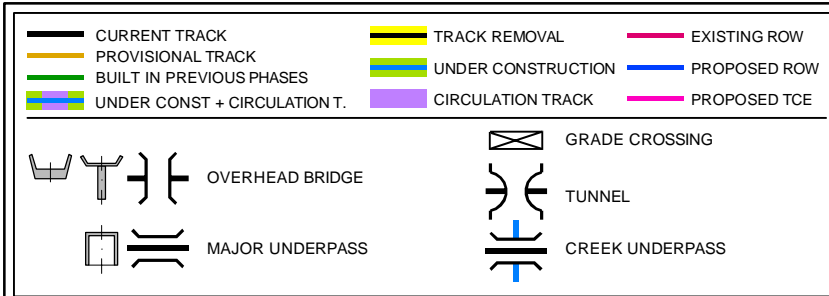 CURRENT TRACK
PROVISIONAL TRACK
BUILT IN PREVIOUS PHASES
UNDER CONST + CIRCULATION T.
TRACK REMOVAL
UNDER CONSTRUCTION
CIRCULATION TRACK
EXISTING ROW
PROPOSED ROW
PROPOSED TCE
OVERHEAD BRIDGE
MAJOR UNDERPASS
GRADE CROSSING
TUNNEL
CREEK UNDERPASS